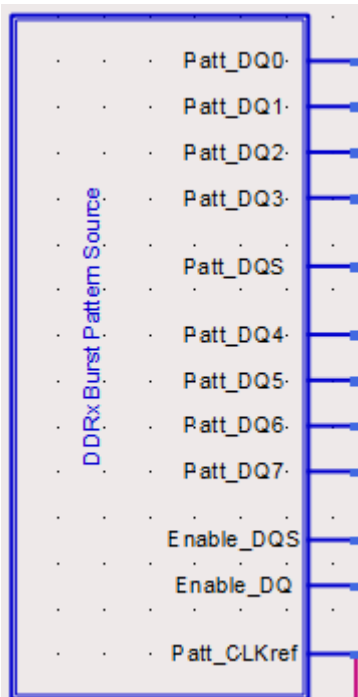 DDRx Burst Pattern Source
Patt_DQ0
Patt_DQ1
Patt_DQ2
Patt_DQ3
Patt_DQS
Patt_DQ4
Patt_DQ5
Patt_DQ6
Patt_DQ7
Enable_DQS
Enable_DQ
Patt_CLKref